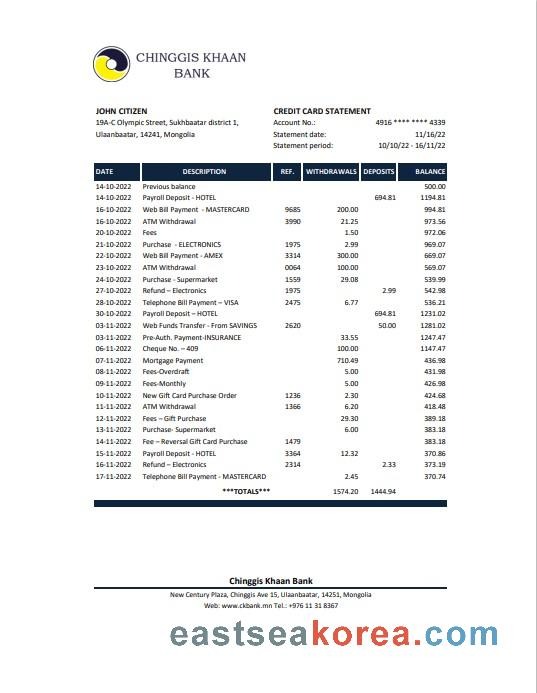 CHINGGIS KHAAN
BANK
JOHN CITIZEN
19A-C Olympic Street, Sukhbaatar district 1,
Ulaanbaatar, 14241, Mongolia
CREDIT CARD STATEMENT
Account No.: 4916 **** **** 4339
Statement date: 11/16/22
Statement period: 10/10/22 - 16/11/22
DATE DESCRIPTION REF. WITHDRAWALS DEPOSITS BALANCE
14-10-2022 Previous balance 500.00
14-10-2022 Payroll Deposit - HOTEL 694.81 1194.81
16-10-2022 Web Bill Payment - MASTERCARD 9685 200.00 994.81
16-10-2022 ATM Withdrawal 3990 21.25 973.56
20-10-2022 Fees 1.50 972.06
21-10-2022 Purchase - ELECTRONICS 1975 2.99 969.07
22-10-2022 Web Bill Payment - AMEX 3314 300.00 669.07
23-10-2022 ATM Withdrawal 0064 100.00 569.07
24-10-2022 Purchase - Supermarket 1559 29.08 539.99
27-10-2022 Refund – Electronics 1975 2.99 542.98
28-10-2022 Telephone Bill Payment – VISA 2475 6.77 536.21
30-10-2022 Payroll Deposit – HOTEL 694.81 1231.02
03-11-2022 Web Funds Transfer - From SAVINGS 2620 50.00 1281.02
03-11-2022 Pre-Auth. Payment-INSURANCE 33.55 1247.47
06-11-2022 Cheque No. – 409 100.00 1147.47
07-11-2022 Mortgage Payment 710.49 436.98
08-11-2022 Fees-Overdraft 5.00 431.98
09-11-2022 Fees-Monthly 5.00 426.98
10-11-2022 New Gift Card Purchase Order 1236 2.30 424.68
11-11-2022 ATM Withdrawal 1366 6.20 418.48
12-11-2022 Fees – Gift Purchase 29.30 389.18
13-11-2022 Purchase- Supermarket 6.00 383.18
14-11-2022 Fee – Reversal Gift Card Purchase 1479 383.18
15-11-2022 Payroll Deposit - HOTEL 3364 12.32 370.86
16-11-2022 Refund – Electronics 2314 2.33 373.19
17-11-2022 Telephone Bill Payment - MASTERCARD 2.45 370.74
***TOTALS*** 1574.20 1444.94
Chinggis Khaan Bank
New Century Plaza, Chinggis Ave 15, Ulaanbaatar, 14251, Mongolia
Web: www.ckbank.mn Tel.: +976 11 31 8367
eastseakorea.com